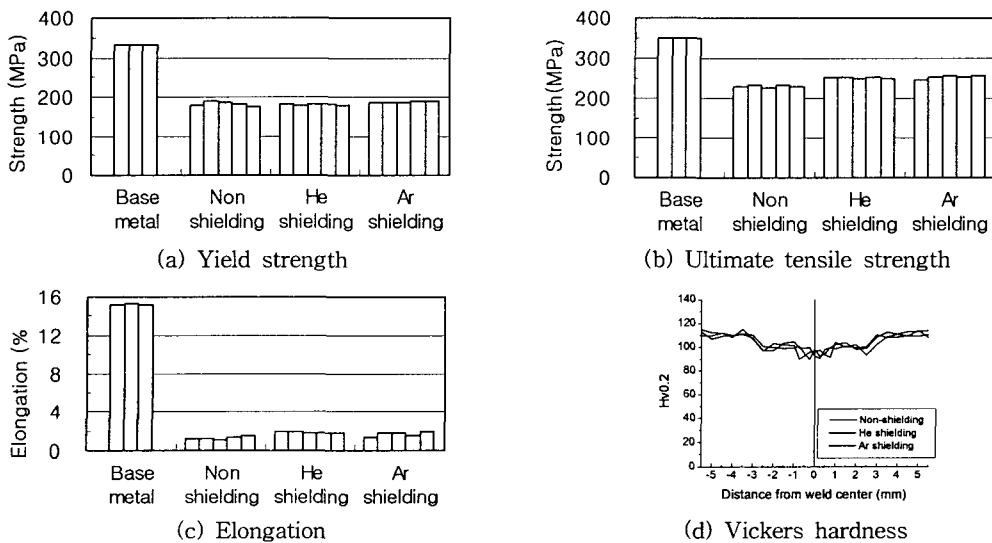 400
300
200
100
0
Strength (MPa)
Base metal
Non shielding
He shielding
Ar shielding
(a) Yield strength
400
300
200
100
0
Strength (MPa)
Base metal
Non shielding
He shielding
Ar shielding
(b) Ultimate tensile strength
16
12
8
4
0
Elongation (%
Base metal
Non shielding
He shielding
Ar shielding
(c) Elongation
140
120
100
80
60
40
20
0
Hv0.2
Non-shielding
He shielding
Ar shielding
-5 -4 -3 -2 -1 0 1 2 3 4 5
Distance from weld center (mm)
(d) Vickers hardness